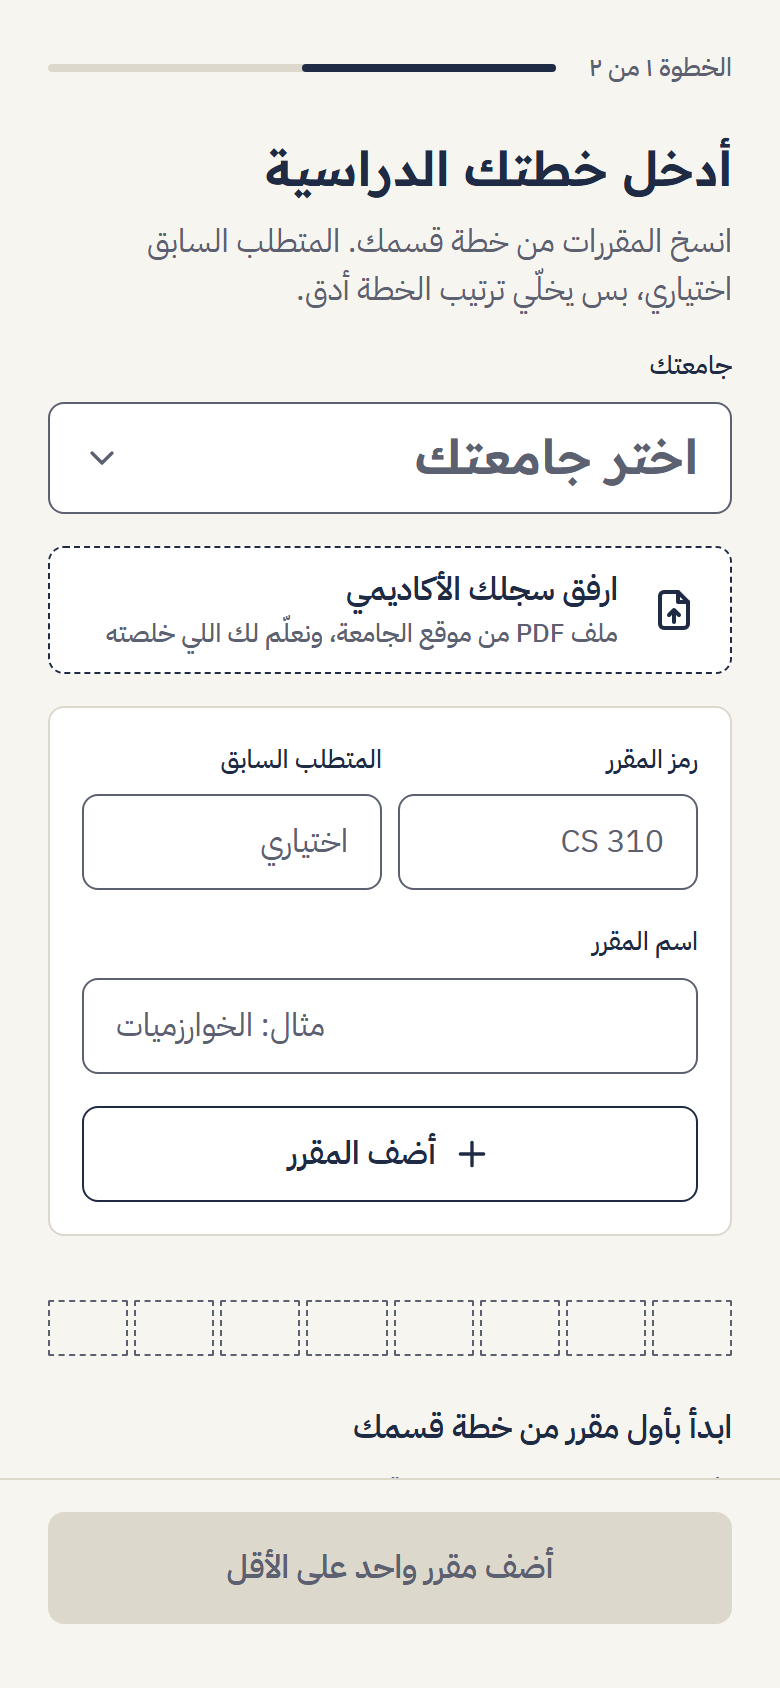 الخطوة ١ من ٢
أدخل خطتك الدراسية
انسخ المقررات من خطة قسمك. المتطلب السابق
اختياري، بس يخلّي ترتيب الخطة أدق.
جامعتك
اختر جامعتك
ارفق سجلك الأكاديمي
ملف PDF من موقع الجامعة، ونعلّم لك اللي خلصته
رمز المقرر
المتطلب السابق
CS 310
اختياري
اسم المقرر
مثال: الخوارزميات
أضف المقرر
ابدأ بأول مقرر من خطة قسمك
أضف مقرر واحد على الأقل